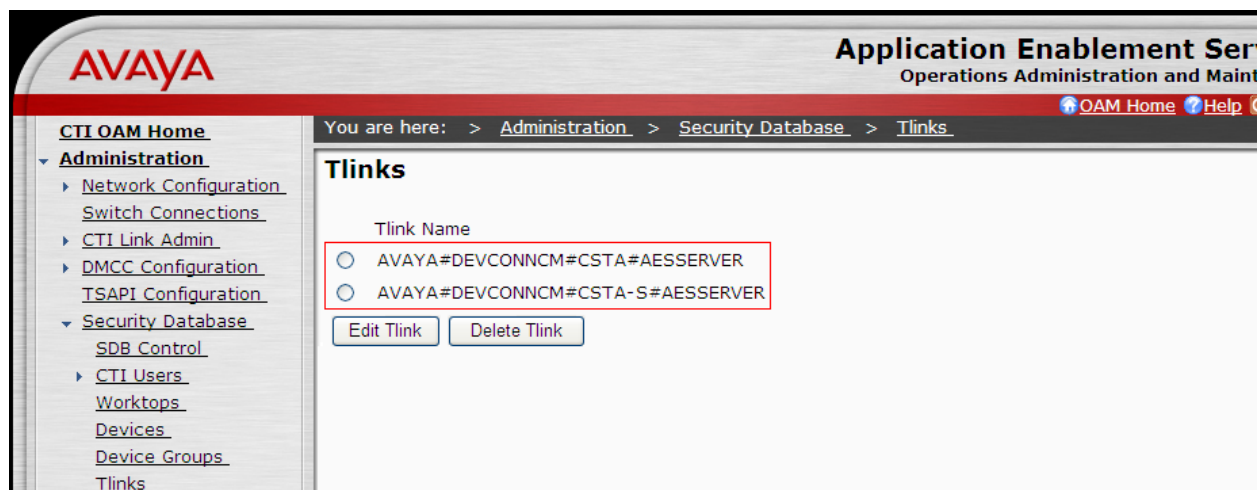 AVAYA
Application Enablement Ser
Operations Administration and Maint
OAM Home Help
CTI OAM Home
Administration
Network Configuration
Switch Connections
CTI Link Admin
DMCC Configuration
TSAPI Configuration
Security Database
SDB Control
CTI Users
Worktops
Devices
Device Groups
Tlinks
You are here: > Administration > Security Database > Tlinks
Tlinks
Tlink Name
AVAYA#DEVCONNCM#CSTA#AESSERVER
AVAYA#DEVCONNCM#CSTA-S#AESSERVER
Edit Tlink Delete Tlink